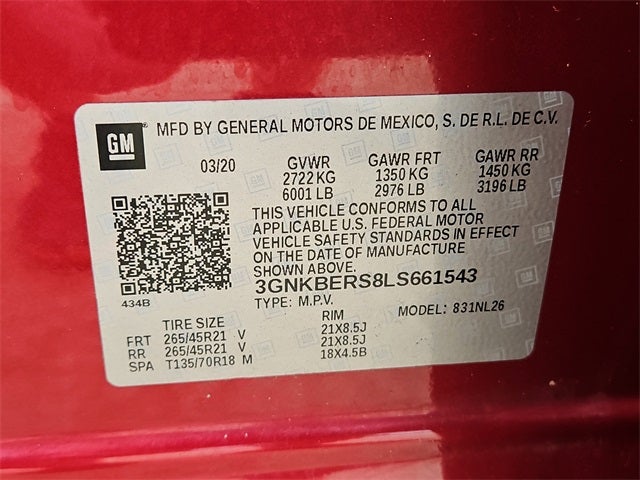 GM
MFD BY GENERAL MOTORS DE MEXICO, S. DE R.L. DE C.V.
03/20 GVWR GAWR FRT GAWR RR
2722 KG 1350 KG 1450 KG
6001 LB 2976 LB 3196 LB
THIS VEHICLE CONFORMS TO ALL
APPLICABLE U.S. FEDERAL MOTOR
VEHICLE SAFETY STANDARDS IN EFFECT
ON THE DATE OF MANUFACTURE
SHOWN ABOVE.
434B 3GNKBERS8LS661543
TYPE: M.P.V. MODEL: 831NL26
TIRE SIZE RIM
FRT 265/45R21 V 21X8.5J
RR 265/45R21 V 21X8.5J
SPA T135/70R18 M 18X4.5B